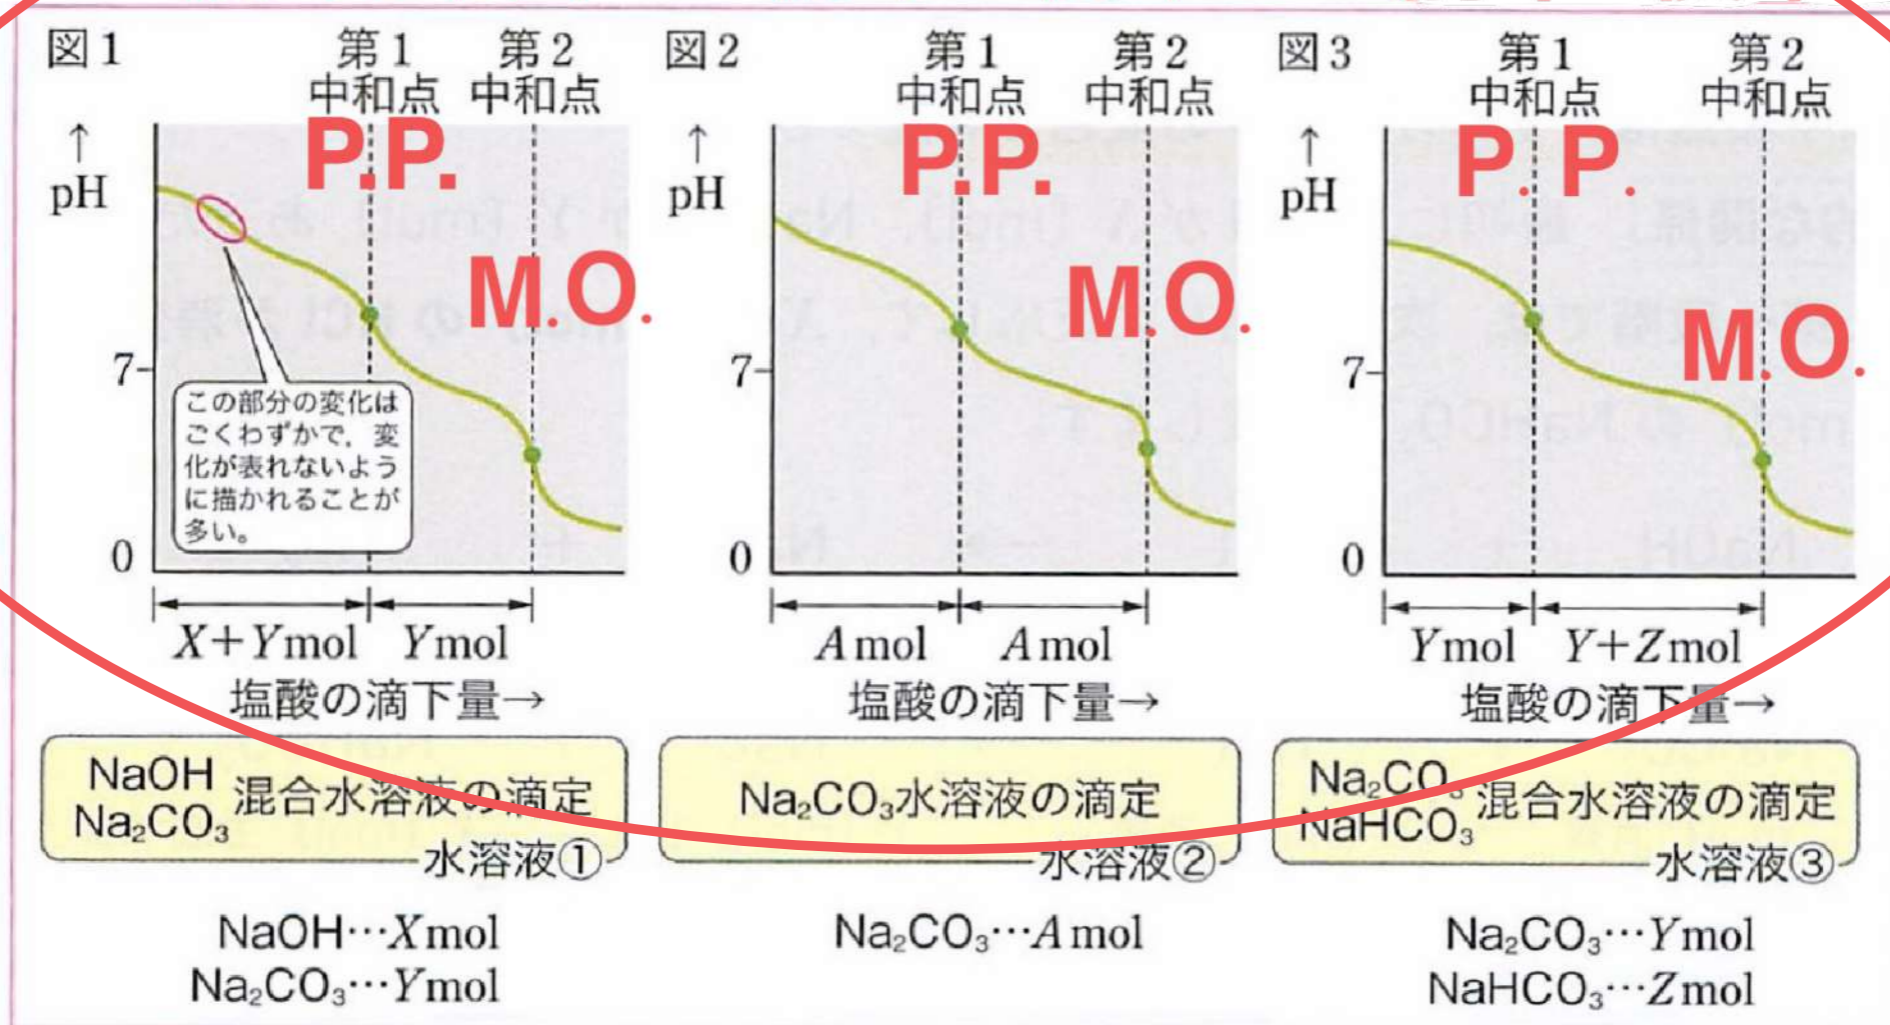 図1
第1
中和点
第2
中和点
P.P.
M.O.
↑
pH
7
0
この部分の変化は
ごくわずかで，変
化が表れないよう
に描かれることが
多い。
X+Ymol Ymol
塩酸の滴下量→
NaOH
Na₂CO₃
混合水溶液の滴定
水溶液①
NaOH…Xmol
Na₂CO₃…Ymol
図2
第1
中和点
第2
中和点
P.P.
M.O.
↑
pH
7
0
Amol Amol
塩酸の滴下量→
Na₂CO₃水溶液の滴定
水溶液②
Na₂CO₃…Amol
図3
第1
中和点
第2
中和点
P.P.
M.O.
↑
pH
7
0
Ymol Y+Zmol
塩酸の滴下量→
Na₂CO₃
NaHCO₃
混合水溶液の滴定
水溶液③
Na₂CO₃…Ymol
NaHCO₃…Zmol